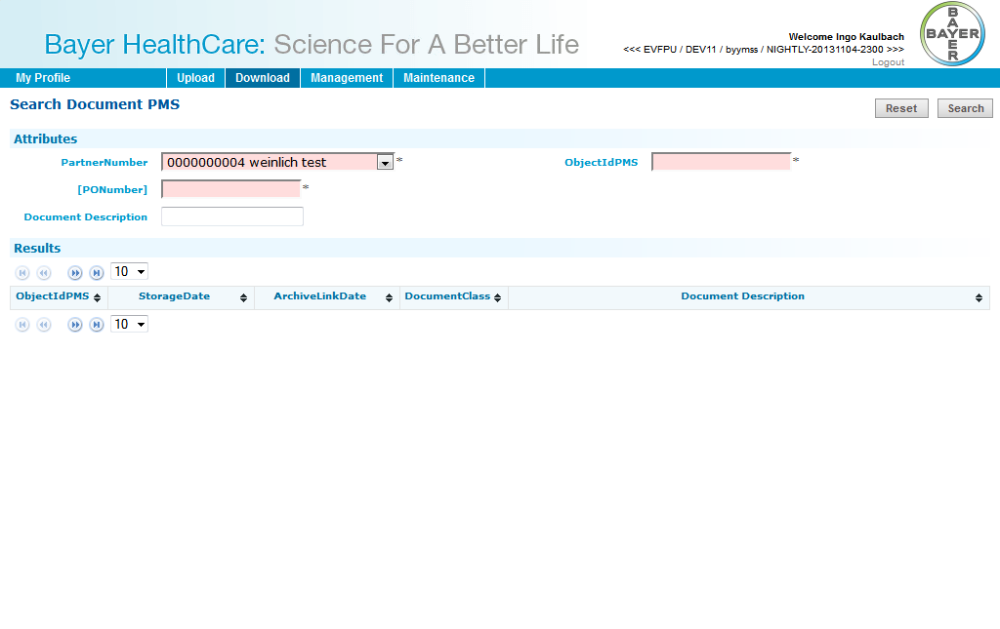 Bayer HealthCare: Science For A Better Life
Welcome Ingo Kaulbach
<<< EVFPU / DEV11 / byymss / NIGHTLY-20131104-2300 >>>
Logout
BAYER
BAYER
My Profile Upload Download Management Maintenance
Search Document PMS
Reset Search
Attributes
PartnerNumber 0000000004 weinlich test * ObjectIdPMS *
[PONumber] *
Document Description
Results
10
ObjectIdPMS StorageDate ArchiveLinkDate DocumentClass Document Description
10